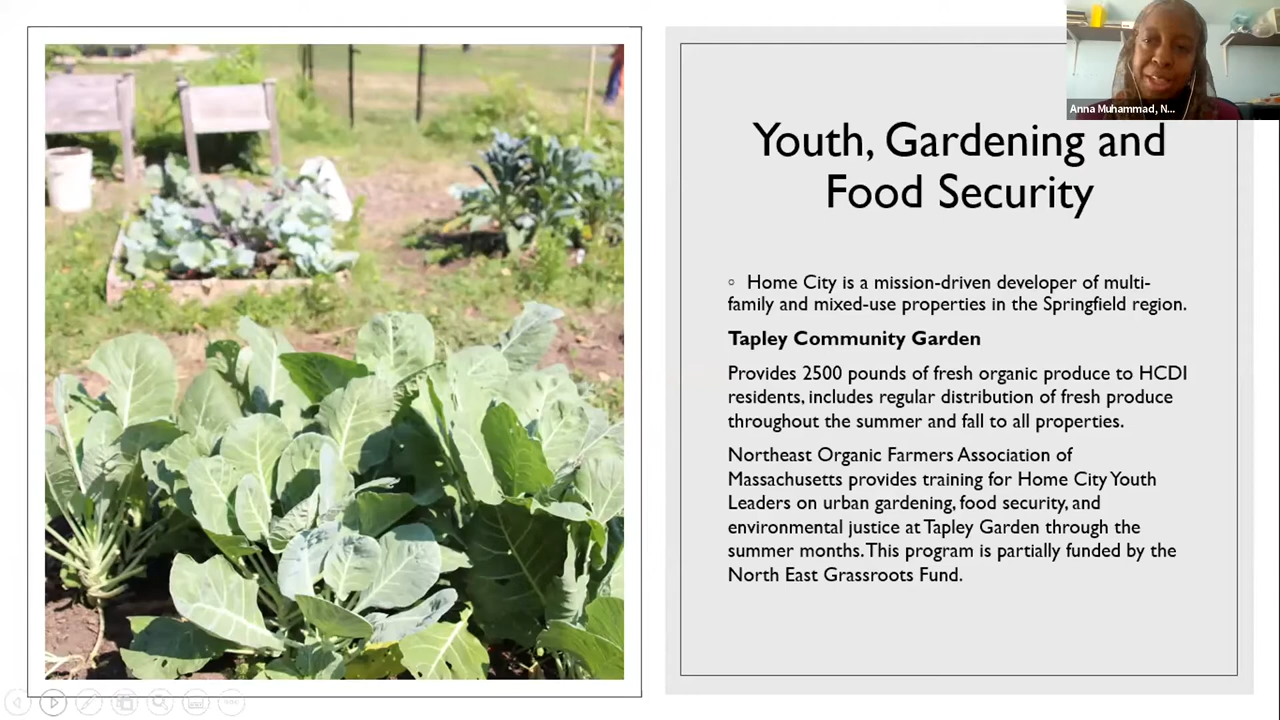 Anna Muhammad, N...
Youth, Gardening and
Food Security
◦ Home City is a mission-driven developer of multi-
family and mixed-use properties in the Springfield region.
Tapley Community Garden
Provides 2500 pounds of fresh organic produce to HCDI
residents, includes regular distribution of fresh produce
throughout the summer and fall to all properties.
Northeast Organic Farmers Association of
Massachusetts provides training for Home City Youth
Leaders on urban gardening, food security, and
environmental justice at Tapley Garden through the
summer months. This program is partially funded by the
North East Grassroots Fund.